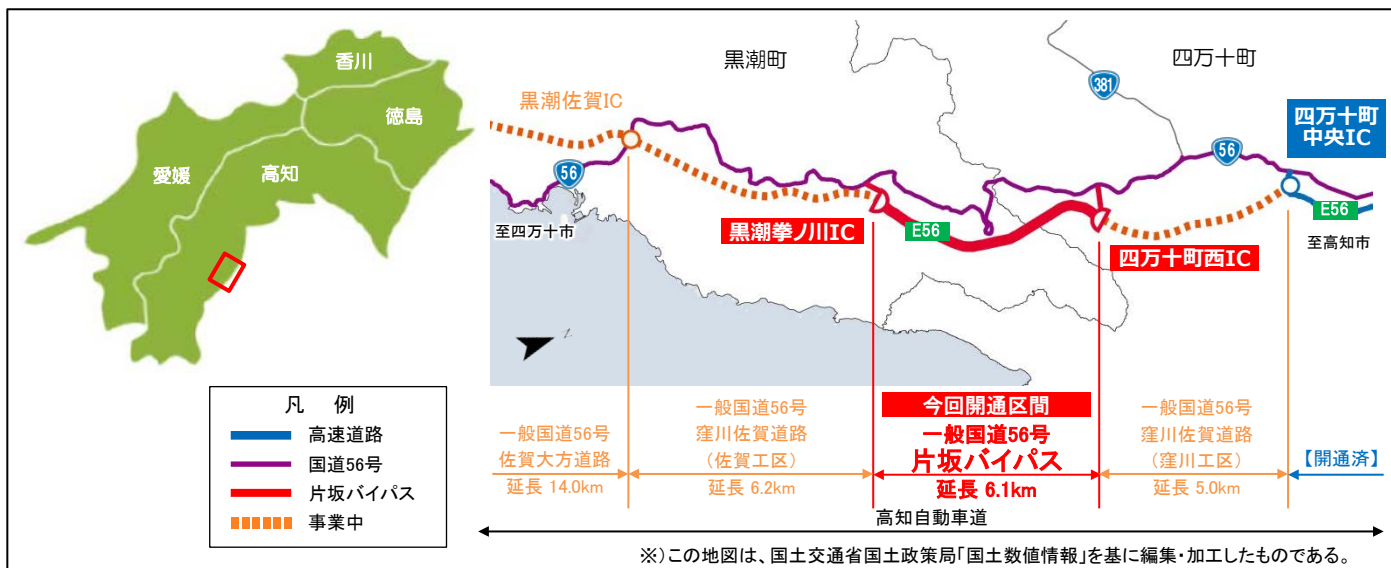 香川
徳島
愛媛
高知
凡　例
高速道路
国道56号
片坂バイパス
事業中
黒潮町
四万十町
381
黒潮佐賀IC
四万十町
中央IC
56
56
E56
至四万十市
黒潮拳ノ川IC
E56
四万十町西IC
至高知市
一般国道56号
佐賀大方道路
延長 14.0km
一般国道56号
窪川佐賀道路
（佐賀工区）
延長 6.2km
今回開通区間
一般国道56号
片坂バイパス
延長 6.1km
一般国道56号
窪川佐賀道路
（窪川工区）
延長 5.0km
【開通済】
高知自動車道
※）この地図は、国土交通省国土政策局「国土数値情報」を基に編集・加工したものである。